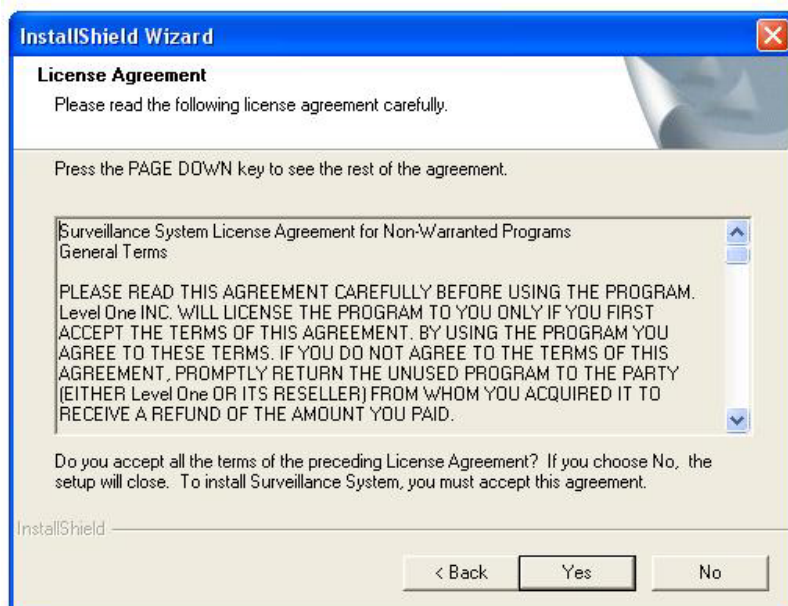 InstallShield Wizard
License Agreement
Please read the following license agreement carefully.
Press the PAGE DOWN key to see the rest of the agreement.
Surveillance System License Agreement for Non-Warranted Programs
General Terms
PLEASE READ THIS AGREEMENT CAREFULLY BEFORE USING THE PROGRAM.
Level One INC. WILL LICENSE THE PROGRAM TO YOU ONLY IF YOU FIRST
ACCEPT THE TERMS OF THIS AGREEMENT. BY USING THE PROGRAM YOU
AGREE TO THESE TERMS. IF YOU DO NOT AGREE TO THE TERMS OF THIS
AGREEMENT, PROMPTLY RETURN THE UNUSED PROGRAM TO THE PARTY
(EITHER Level One OR ITS RESELLER) FROM WHOM YOU ACQUIRED IT TO
RECEIVE A REFUND OF THE AMOUNT YOU PAID.
Do you accept all the terms of the preceding License Agreement? If you choose No, the
setup will close. To install Surveillance System, you must accept this agreement.
InstallShield
< Back Yes No